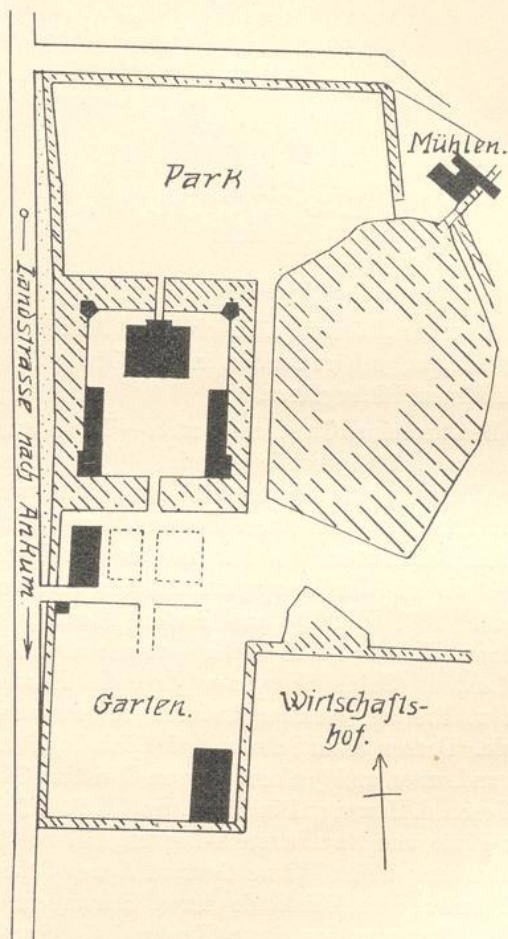 Mühlen.
Park
Landstrasse nach Ankum.
Garten.
Wirtschafts-
hof.